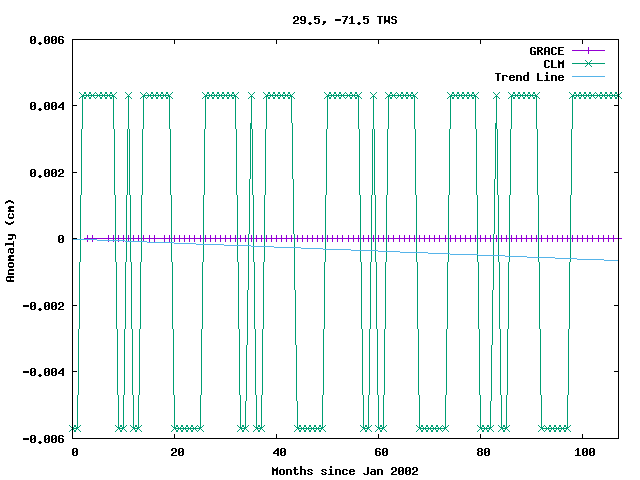 29.5, -71.5 TWS
GRACE
CLM
Trend Line
0.006
0.004
0.002
0
-0.002
-0.004
-0.006
Anomaly (cm)
0 20 40 60 80 100
Months since Jan 2002